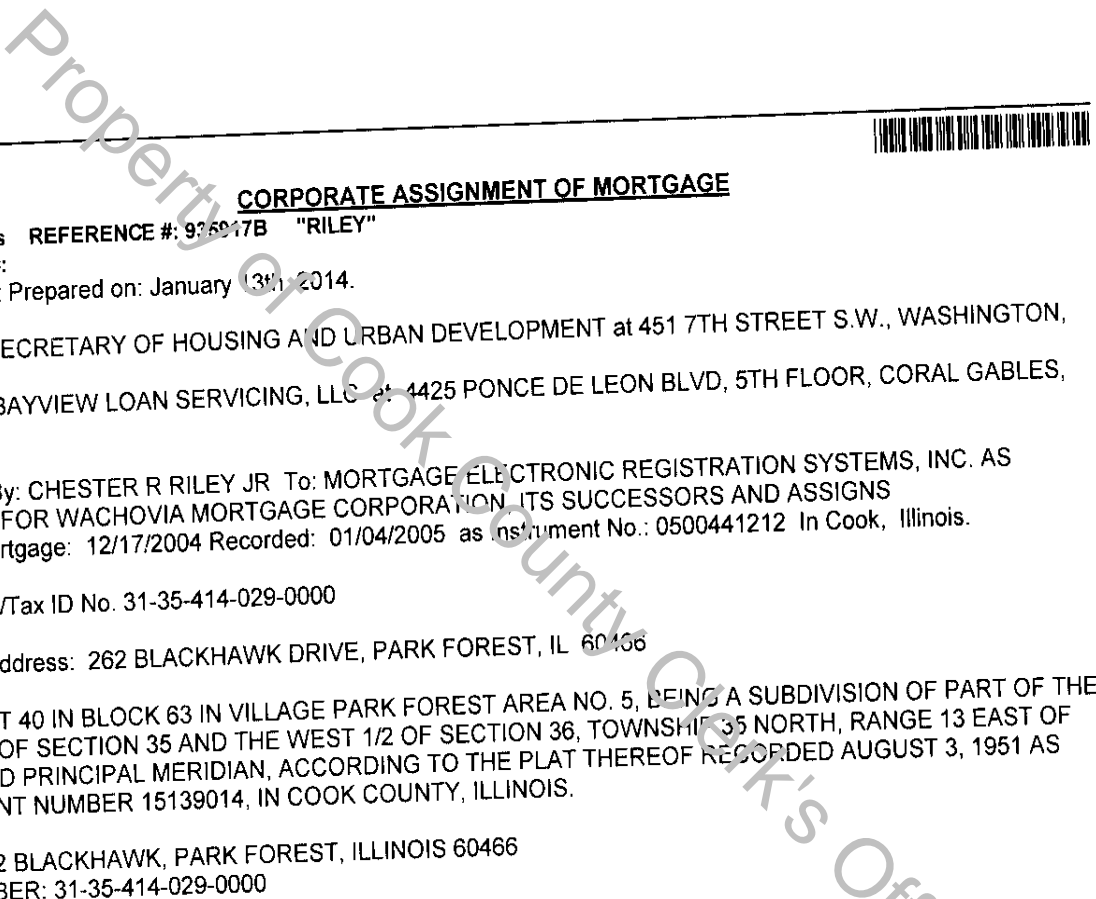 CORPORATE ASSIGNMENT OF MORTGAGE
s REFERENCE #: "RILEY"
:
: Prepared on: January 13th 2014.
ECRETARY OF HOUSING AND URBAN DEVELOPMENT at 451 7TH STREET S.W., WASHINGTON,
BAYVIEW LOAN SERVICING, LLC at 4425 PONCE DE LEON BLVD, 5TH FLOOR, CORAL GABLES,
By: CHESTER R RILEY JR To: MORTGAGE ELECTRONIC REGISTRATION SYSTEMS, INC. AS
FOR WACHOVIA MORTGAGE CORPORATION, ITS SUCCESSORS AND ASSIGNS
rtgage: 12/17/2004 Recorded: 01/04/2005 as Instrument No.: 0500441212 In Cook, Illinois.
/Tax ID No. 31-35-414-029-0000
ddress: 262 BLACKHAWK DRIVE, PARK FOREST, IL 60466
T 40 IN BLOCK 63 IN VILLAGE PARK FOREST AREA NO. 5, BEING A SUBDIVISION OF PART OF THE
OF SECTION 35 AND THE WEST 1/2 OF SECTION 36, TOWNSHIP 35 NORTH, RANGE 13 EAST OF
D PRINCIPAL MERIDIAN, ACCORDING TO THE PLAT THEREOF RECORDED AUGUST 3, 1951 AS
NT NUMBER 15139014, IN COOK COUNTY, ILLINOIS.
2 BLACKHAWK, PARK FOREST, ILLINOIS 60466
BER: 31-35-414-029-0000
Property of Cook County Clerk's Off